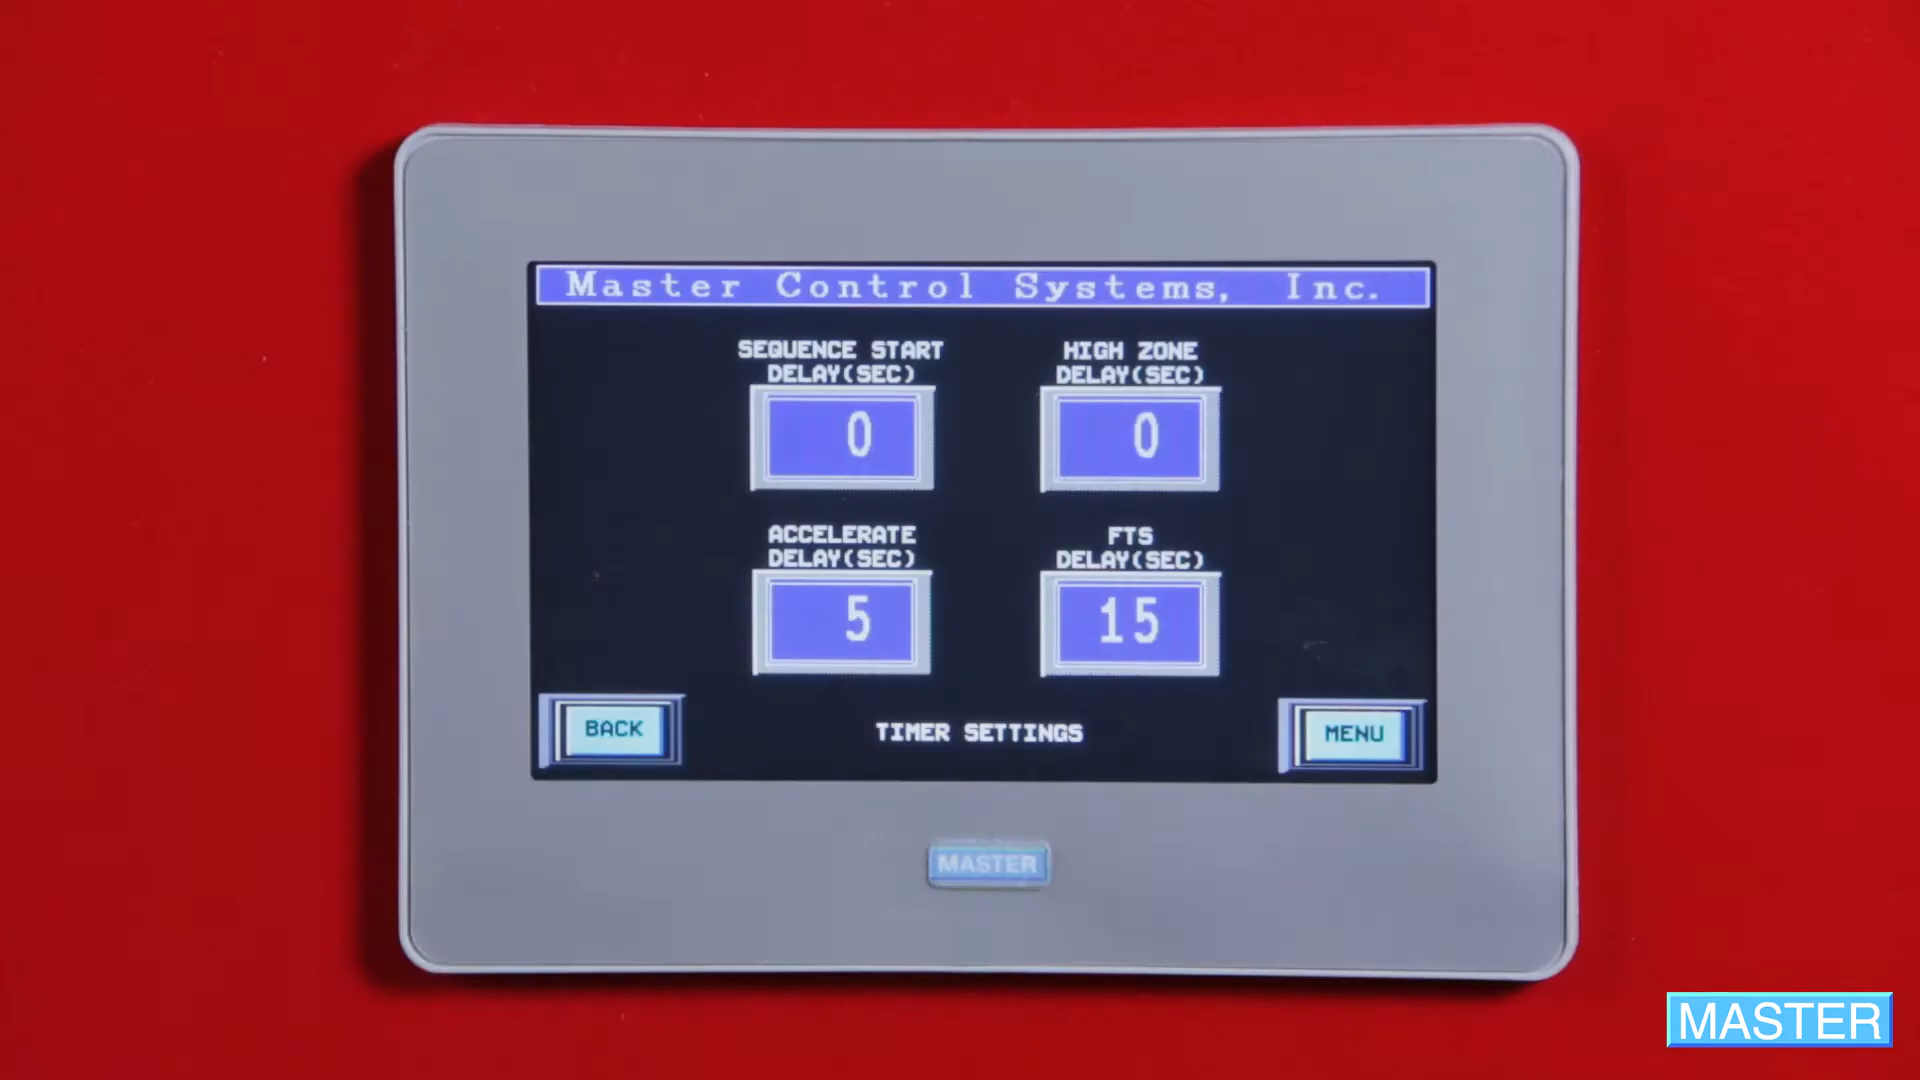 Master Control Systems, Inc.
SEQUENCE START
DELAY(SEC)
0
HIGH ZONE
DELAY(SEC)
0
ACCELERATE
DELAY(SEC)
5
FTS
DELAY(SEC)
15
BACK
TIMER SETTINGS
MENU
MASTER
MASTER